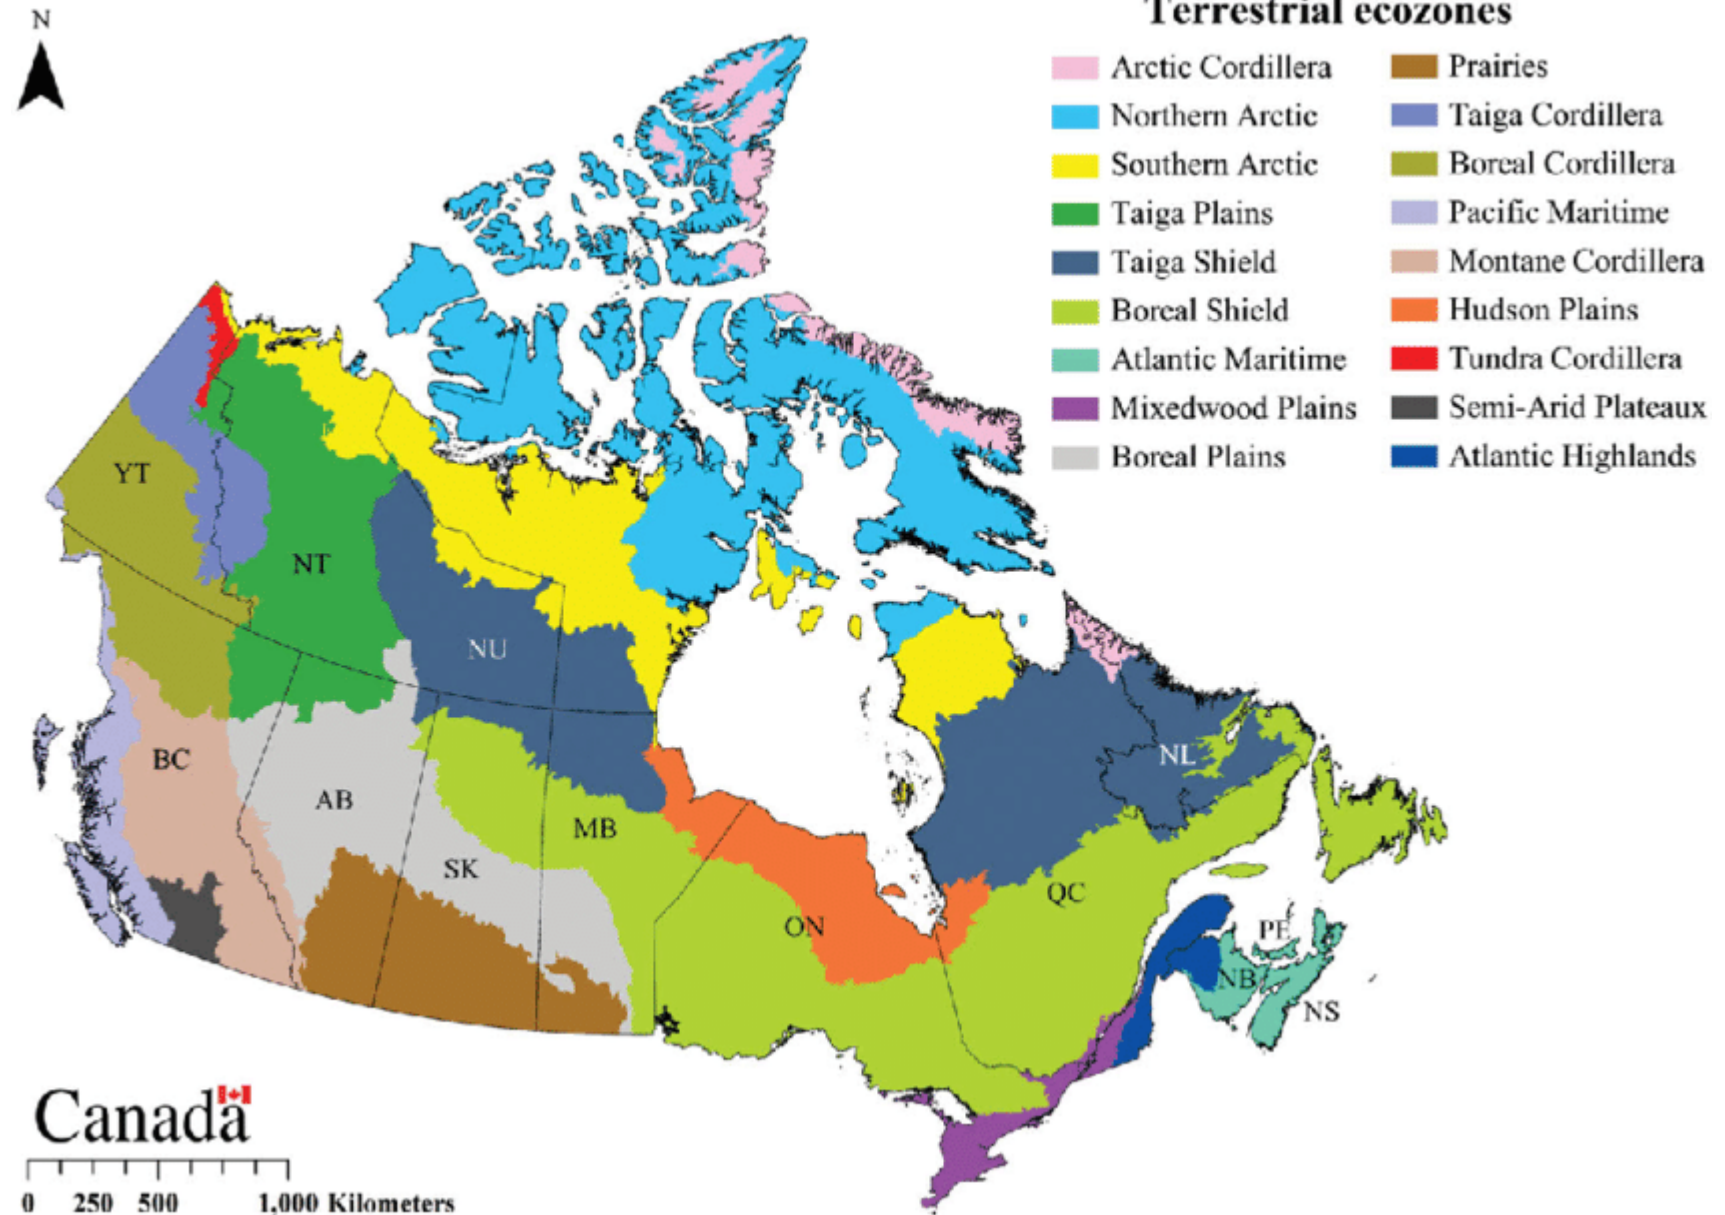 N
Terrestrial ecozones
Arctic Cordillera
Northern Arctic
Southern Arctic
Taiga Plains
Taiga Shield
Boreal Shield
Atlantic Maritime
Mixedwood Plains
Boreal Plains
Prairies
Taiga Cordillera
Boreal Cordillera
Pacific Maritime
Montane Cordillera
Hudson Plains
Tundra Cordillera
Semi-Arid Plateaux
Atlantic Highlands
YT
NT
NU
BC
AB
SK
MB
ON
QC
NL
PE
NB
NS
Canada
0 250 500 1,000 Kilometers